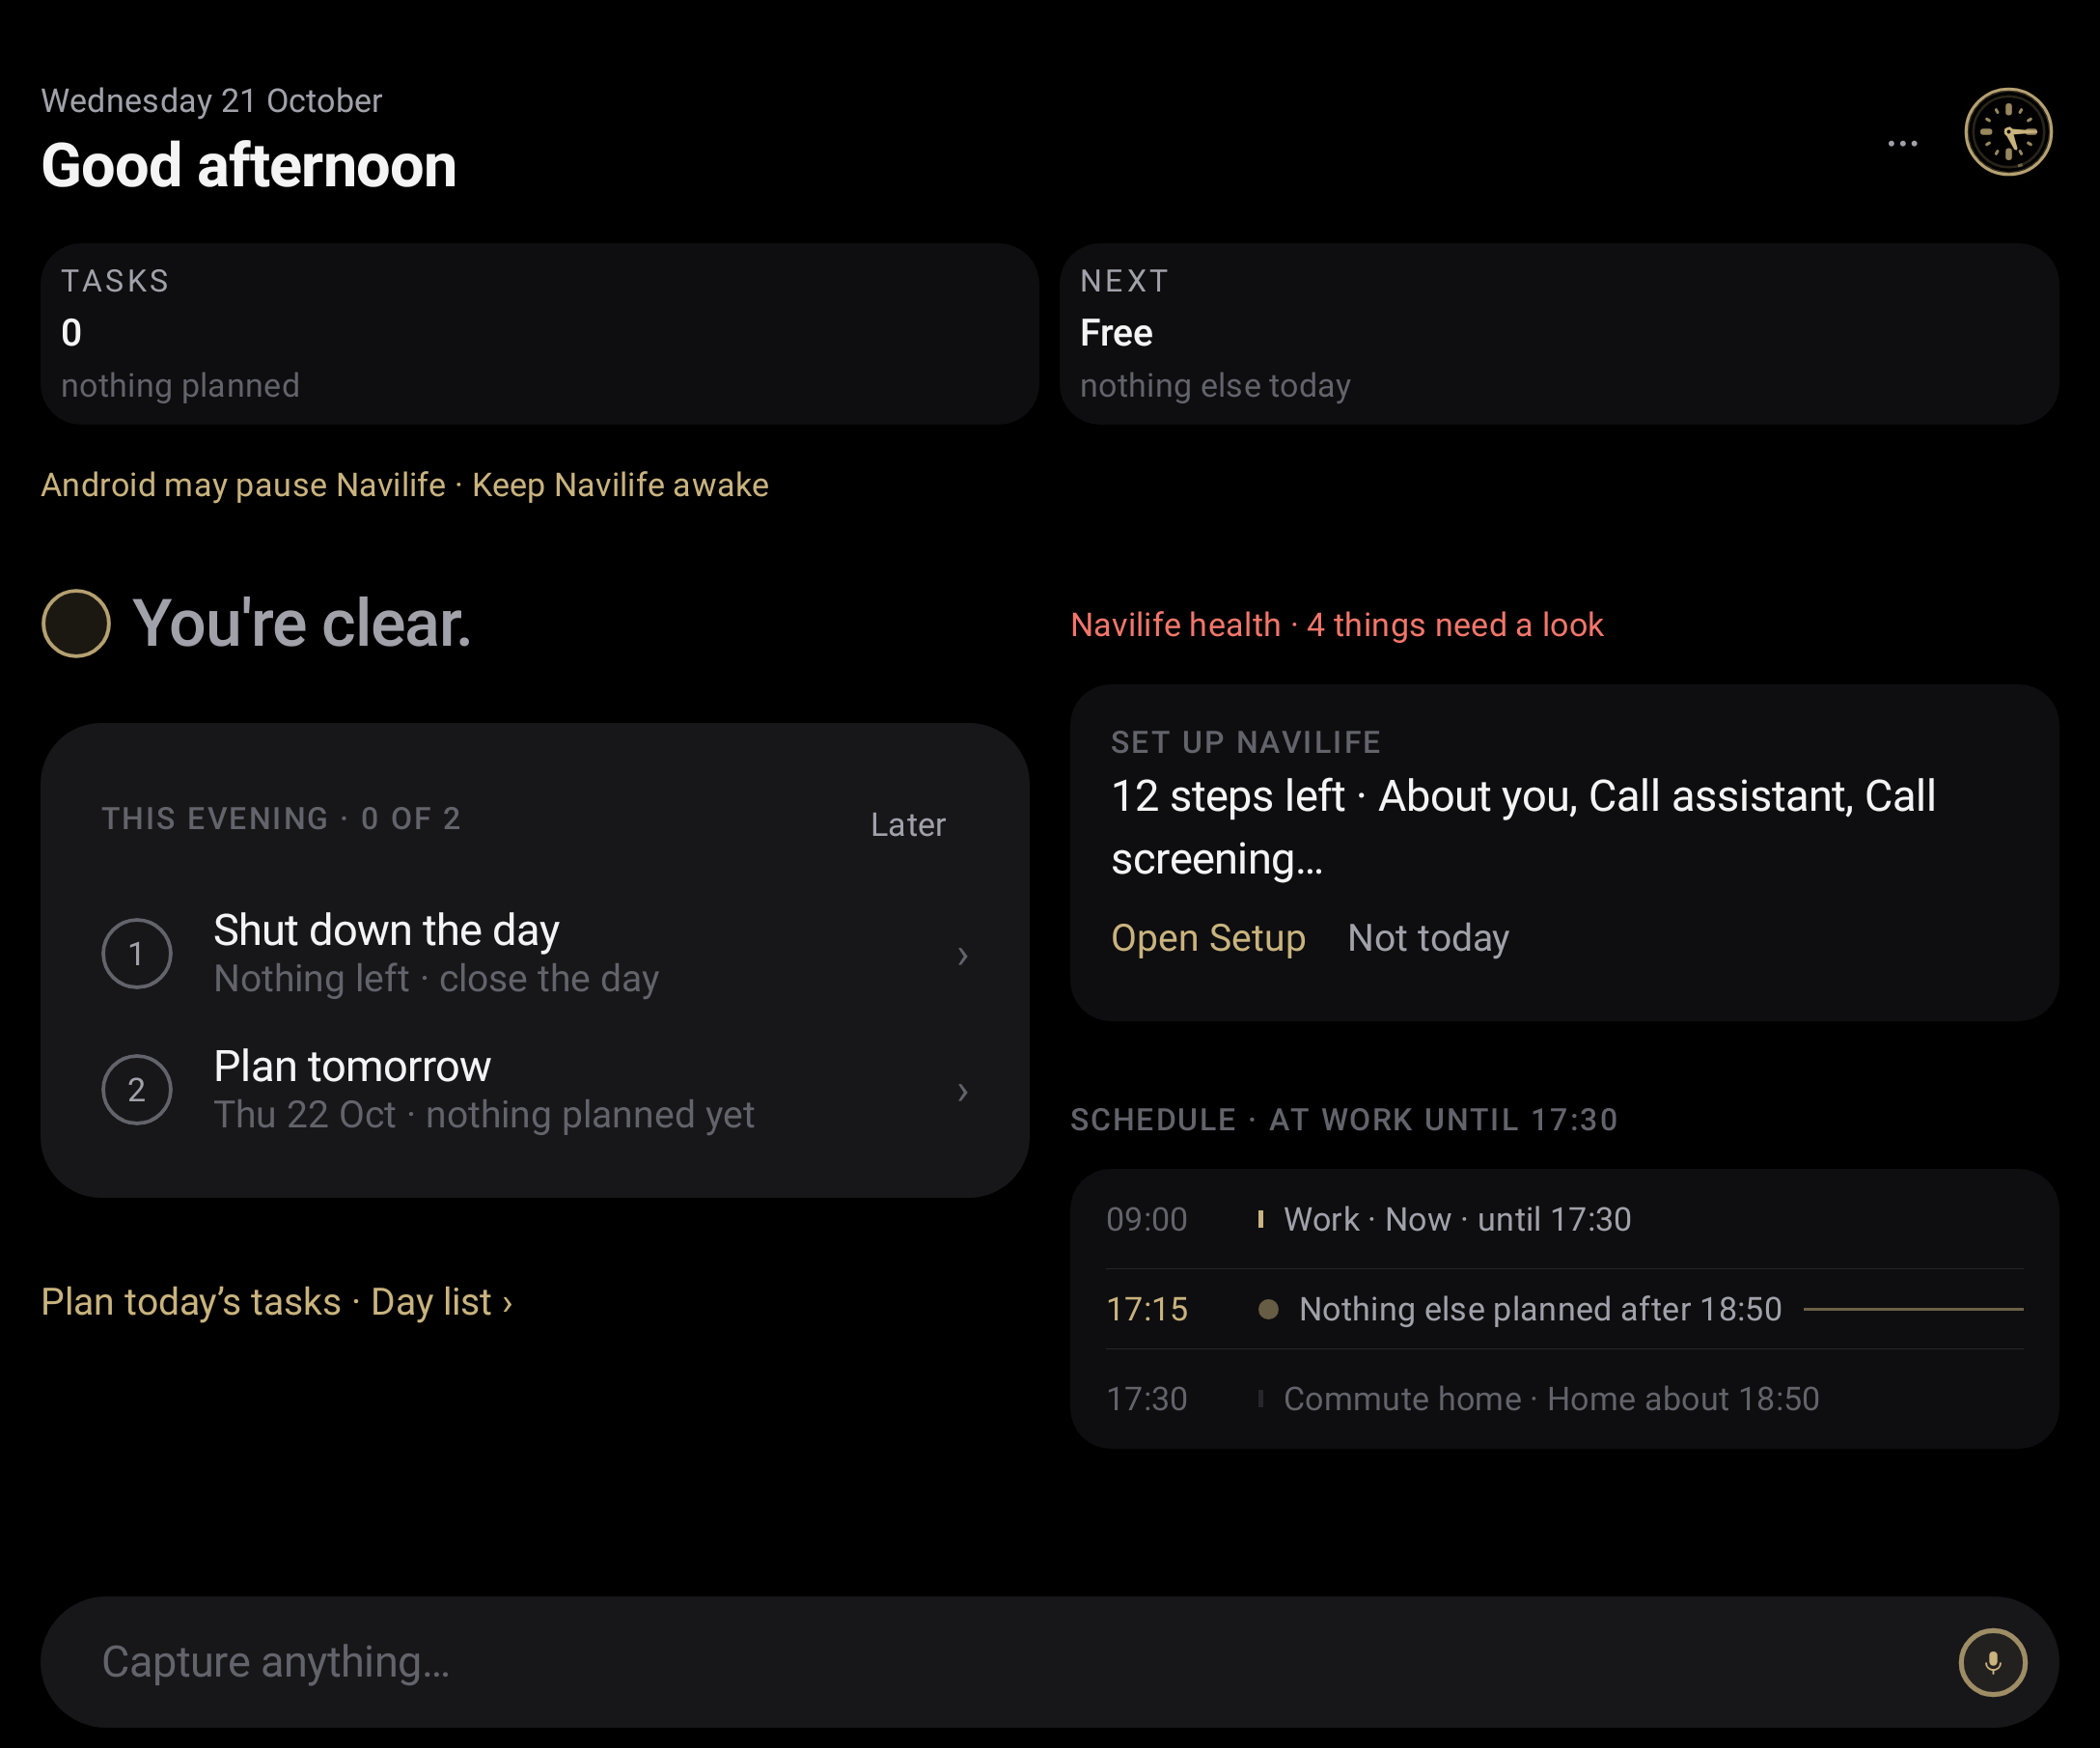 Wednesday 21 October
Good afternoon
...
TASKS
0
nothing planned
NEXT
Free
nothing else today
Android may pause Navilife · Keep Navilife awake
You're clear.
THIS EVENING · 0 OF 2
Later
1
Shut down the day
Nothing left · close the day
›
2
Plan tomorrow
Thu 22 Oct · nothing planned yet
›
Plan today’s tasks · Day list ›
Navilife health · 4 things need a look
SET UP NAVILIFE
12 steps left · About you, Call assistant, Call
screening…
Open Setup Not today
SCHEDULE · AT WORK UNTIL 17:30
09:00 Work · Now · until 17:30
17:15 Nothing else planned after 18:50
17:30 Commute home · Home about 18:50
Capture anything…